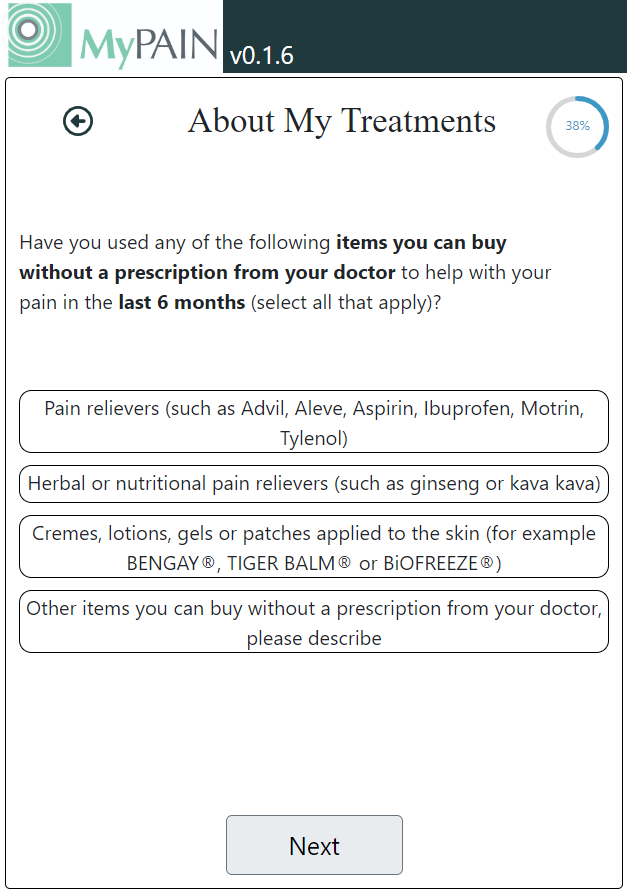 MyPAIN
v0.1.6
About My Treatments
38%
Have you used any of the following items you can buy
without a prescription from your doctor to help with your
pain in the last 6 months (select all that apply)?
Pain relievers (such as Advil, Aleve, Aspirin, Ibuprofen, Motrin,
Tylenol)
Herbal or nutritional pain relievers (such as ginseng or kava kava)
Cremes, lotions, gels or patches applied to the skin (for example
BENGAY®, TIGER BALM® or BiOFREEZE®)
Other items you can buy without a prescription from your doctor,
please describe
Next